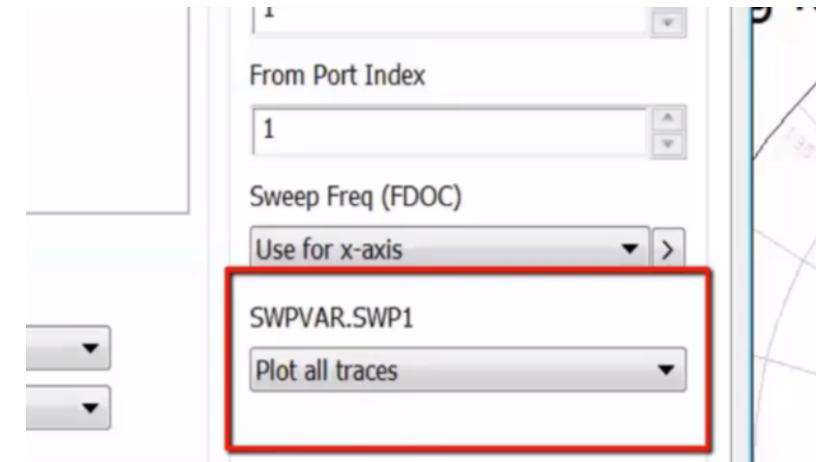 1
From Port Index
1
Sweep Freq (FDOC)
Use for x-axis
>
SWPVAR.SWP1
Plot all traces